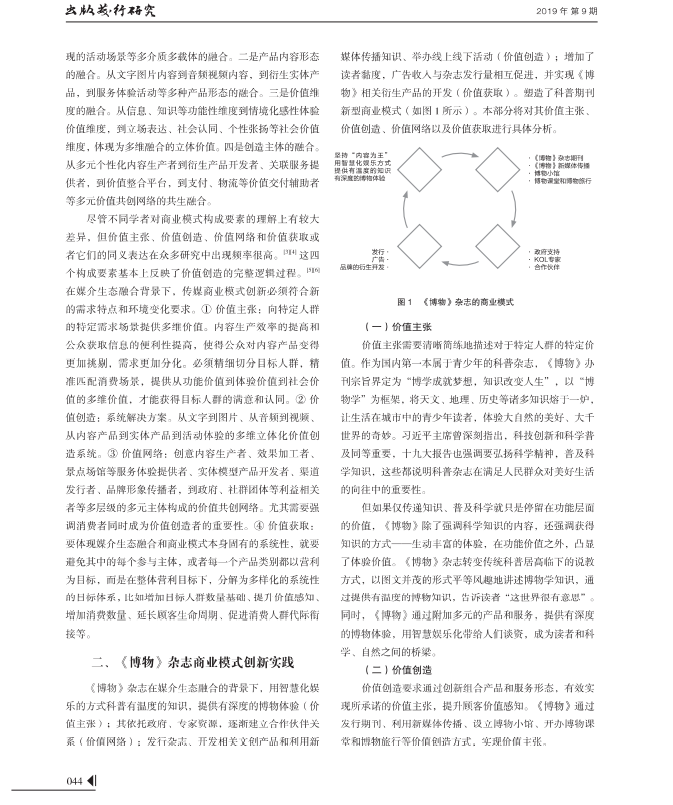 出版发行研究
2019 年第 9 期
现的活动场景等多介质多载体的融合。二是产品内容形态
的融合。从文字图片内容到音频视频内容，到衍生实体产
品，到服务体验活动等多种产品形态的融合。三是价值维
度的融合。从信息、知识等功能性维度到情境化感性体验
价值维度，到立场表达、社会认同、个性张扬等社会价值
维度，体现为多维融合的立体价值。四是创造主体的融合。
从多元个性化内容生产者到衍生产品开发者、关联服务提
供者，到价值整合平台，到支付、物流等价值交付辅助者
等多元价值共创网络的共生融合。
尽管不同学者对商业模式构成要素的理解上有较大
差异，但价值主张、价值创造、价值网络和价值获取或
者它们的同义表达在众多研究中出现频率很高。[3][4] 这四
个构成要素基本上反映了价值创造的完整逻辑过程。[5][6]
在媒介生态融合背景下，传媒商业模式创新必须符合新
的需求特点和环境变化要求。① 价值主张：向特定人群
的特定需求场景提供多维价值。内容生产效率的提高和
公众获取信息的便利性提高，使得公众对内容产品变得
更加挑剔，需求更加分化。必须精细切分目标人群，精
准匹配消费场景，提供从功能价值到体验价值到社会价
值的多维价值，才能获得目标人群的满意和认同。② 价
值创造：系统解决方案。从文字到图片、从音频到视频、
从内容产品到实体产品到活动体验的多维立体化价值创
造系统。③ 价值网络：创意内容生产者、效果加工者、
景点场馆等服务体验提供者、实体模型产品开发者、渠道
发行者、品牌形象传播者，到政府、社群团体等利益相关
者等多层级的多元主体构成的价值共创网络。尤其需要强
调消费者同时成为价值创造者的重要性。④ 价值获取：
要体现媒介生态融合和商业模式本身固有的系统性，就要
避免其中的每个参与主体，或者每一个产品类别都以营利
为目标，而是在整体营利目标下，分解为多样化的系统性
的目标体系，比如增加目标人群数量基础、提升价值感知、
增加消费数量、延长顾客生命周期、促进消费人群代际衔
接等。
二、《博物》杂志商业模式创新实践
《博物》杂志在媒介生态融合的背景下，用智慧化娱
乐的方式科普有温度的知识，提供有深度的博物体验（价
值主张）；其依托政府、专家资源，逐渐建立合作伙伴关
系（价值网络）；发行杂志、开发相关文创产品和利用新
媒体传播知识、举办线上线下活动（价值创造）；增加了
读者黏度，广告收入与杂志发行量相互促进，并实现《博
物》相关衍生产品的开发（价值获取）。塑造了科普期刊
新型商业模式（如图 1 所示）。本部分将对其价值主张、
价值创造、价值网络以及价值获取进行具体分析。
坚持“内容为王”
用智慧化娱乐方式
提供有温度的知识
有深度的博物体验
·《博物》杂志期刊
·《博物》新媒体传播
· 博物小馆
· 博物课堂和博物旅行
发行 ·
广告 ·
品牌的衍生开发 ·
· 政府支持
· KOL 专家
· 合作伙伴
图 1 《博物》杂志的商业模式
（一）价值主张
价值主张需要清晰简练地描述对于特定人群的特定价
值。作为国内第一本属于青少年的科普杂志，《博物》办
刊宗旨界定为“博学成就梦想，知识改变人生”，以“博
物学”为框架，将天文、地理、历史等诸多知识熔于一炉，
让生活在城市中的青少年读者，体验大自然的美好、大千
世界的奇妙。习近平主席曾深刻指出，科技创新和科学普
及同等重要，十九大报告也强调要弘扬科学精神，普及科
学知识，这些都说明科普杂志在满足人民群众对美好生活
的向往中的重要性。
但如果仅传递知识、普及科学就只是停留在功能层面
的价值，《博物》除了强调科学知识的内容，还强调获得
知识的方式——生动丰富的体验，在功能价值之外，凸显
了体验价值。《博物》杂志转变传统科普居高临下的说教
方式，以图文并茂的形式平等风趣地讲述博物学知识，通
过提供有温度的博物知识，告诉读者“这世界很有意思”。
同时，《博物》通过附加多元的产品和服务，提供有深度
的博物体验，用智慧娱乐化带给人们谈资，成为读者和科
学、自然之间的桥梁。
（二）价值创造
价值创造要求通过创新组合产品和服务形态，有效实
现所承诺的价值主张，提升顾客价值感知。《博物》通过
发行期刊、利用新媒体传播、设立博物小馆、开办博物课
堂和博物旅行等价值创造方式，实现价值主张。
044